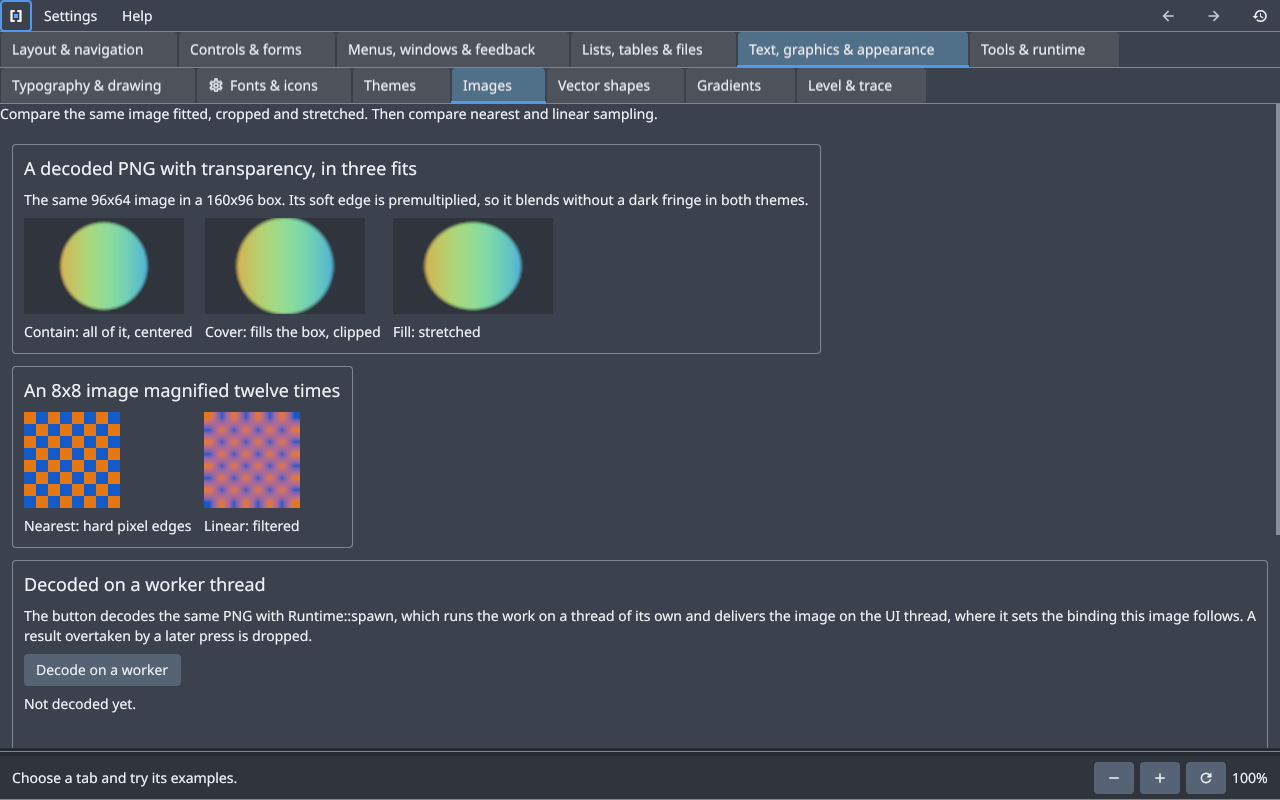 Settings Help
Layout & navigation Controls & forms Menus, windows & feedback Lists, tables & files Text, graphics & appearance Tools & runtime
Typography & drawing Fonts & icons Themes Images Vector shapes Gradients Level & trace
Compare the same image fitted, cropped and stretched. Then compare nearest and linear sampling.
A decoded PNG with transparency, in three fits
The same 96x64 image in a 160x96 box. Its soft edge is premultiplied, so it blends without a dark fringe in both themes.
Contain: all of it, centered Cover: fills the box, clipped Fill: stretched
An 8x8 image magnified twelve times
Nearest: hard pixel edges Linear: filtered
Decoded on a worker thread
The button decodes the same PNG with Runtime::spawn, which runs the work on a thread of its own and delivers the image on the UI thread, where it sets the binding this image follows. A
result overtaken by a later press is dropped.
Decode on a worker
Not decoded yet.
Choose a tab and try its examples. 100%